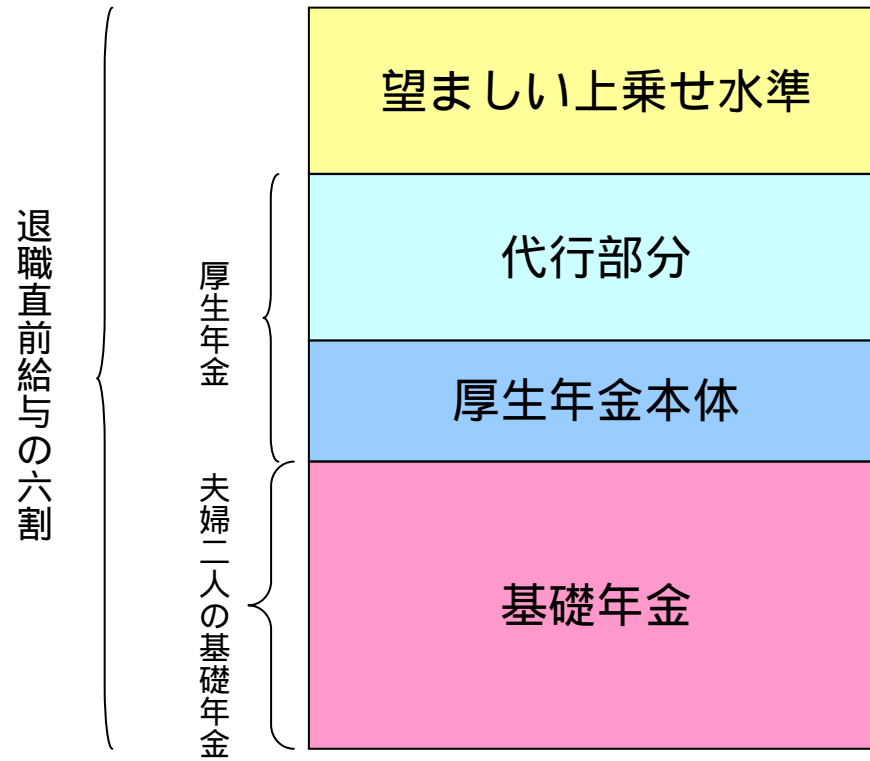 望ましい上乗せ水準
代行部分
厚生年金本体
基礎年金
厚生年金
夫婦二人の基礎年金
退職直前給与の六割